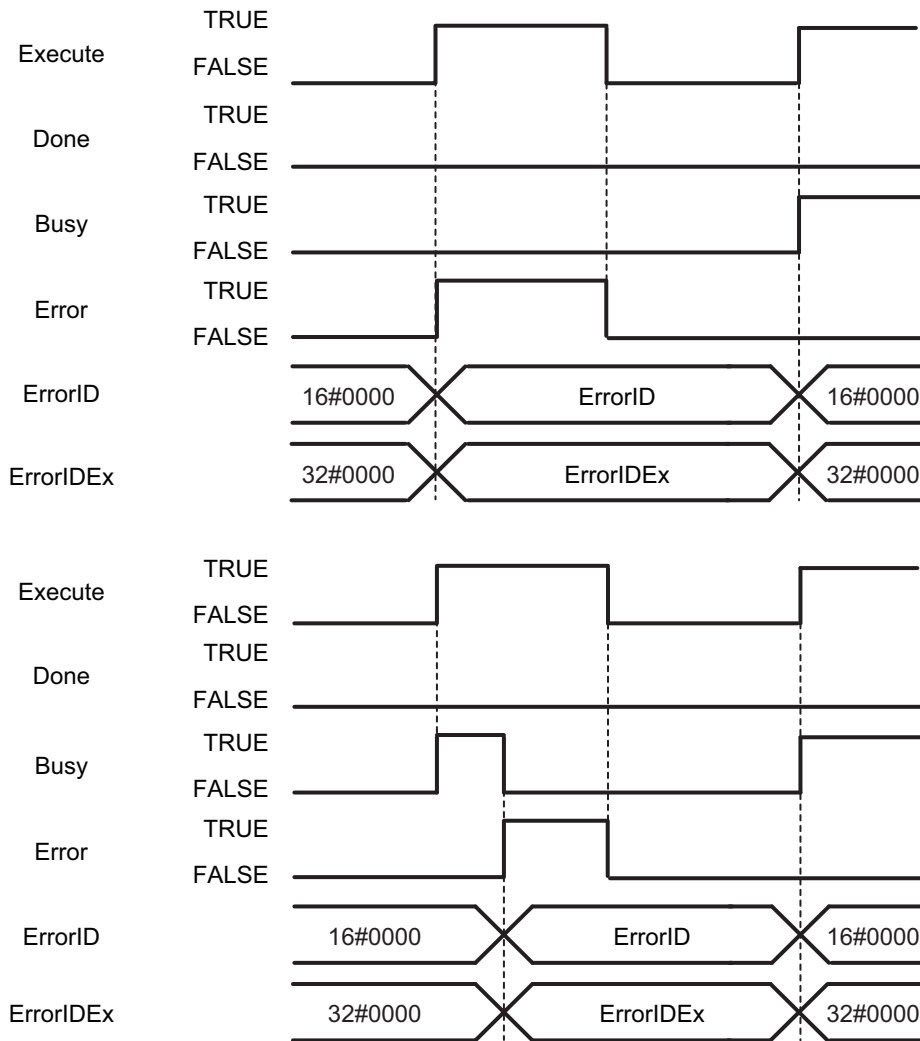 TRUE
Execute
FALSE
TRUE
Done
FALSE
TRUE
Busy
FALSE
TRUE
Error
FALSE
ErrorID 16#0000 ErrorID 16#0000
ErrorIDEx 32#0000 ErrorIDEx 32#0000
TRUE
Execute
FALSE
TRUE
Done
FALSE
TRUE
Busy
FALSE
TRUE
Error
FALSE
ErrorID 16#0000 ErrorID 16#0000
ErrorIDEx 32#0000 ErrorIDEx 32#0000